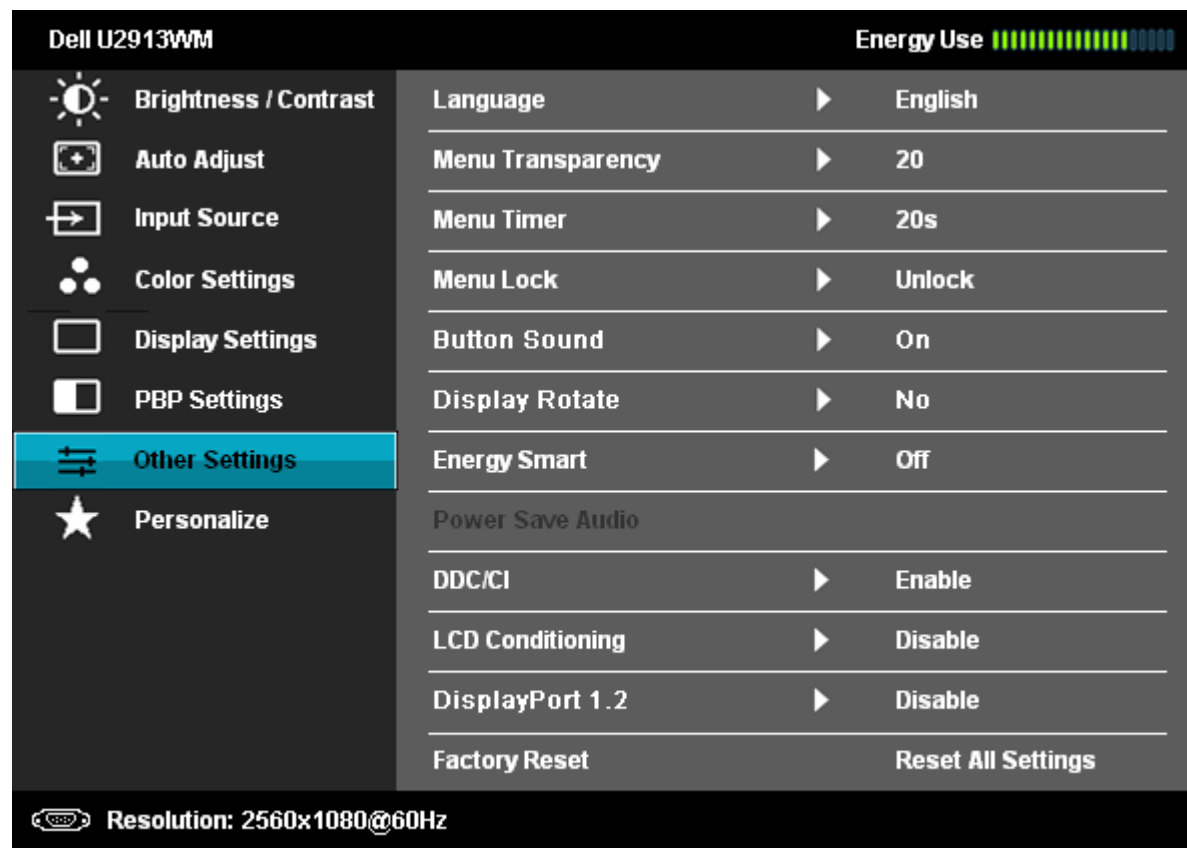 Dell U2913WM Energy Use
Brightness / Contrast
Auto Adjust
Input Source
Color Settings
Display Settings
PBP Settings
Other Settings
Personalize
Language English
Menu Transparency 20
Menu Timer 20s
Menu Lock Unlock
Button Sound On
Display Rotate No
Energy Smart Off
Power Save Audio
DDC/CI Enable
LCD Conditioning Disable
DisplayPort 1.2 Disable
Factory Reset Reset All Settings
Resolution: 2560x1080@60Hz